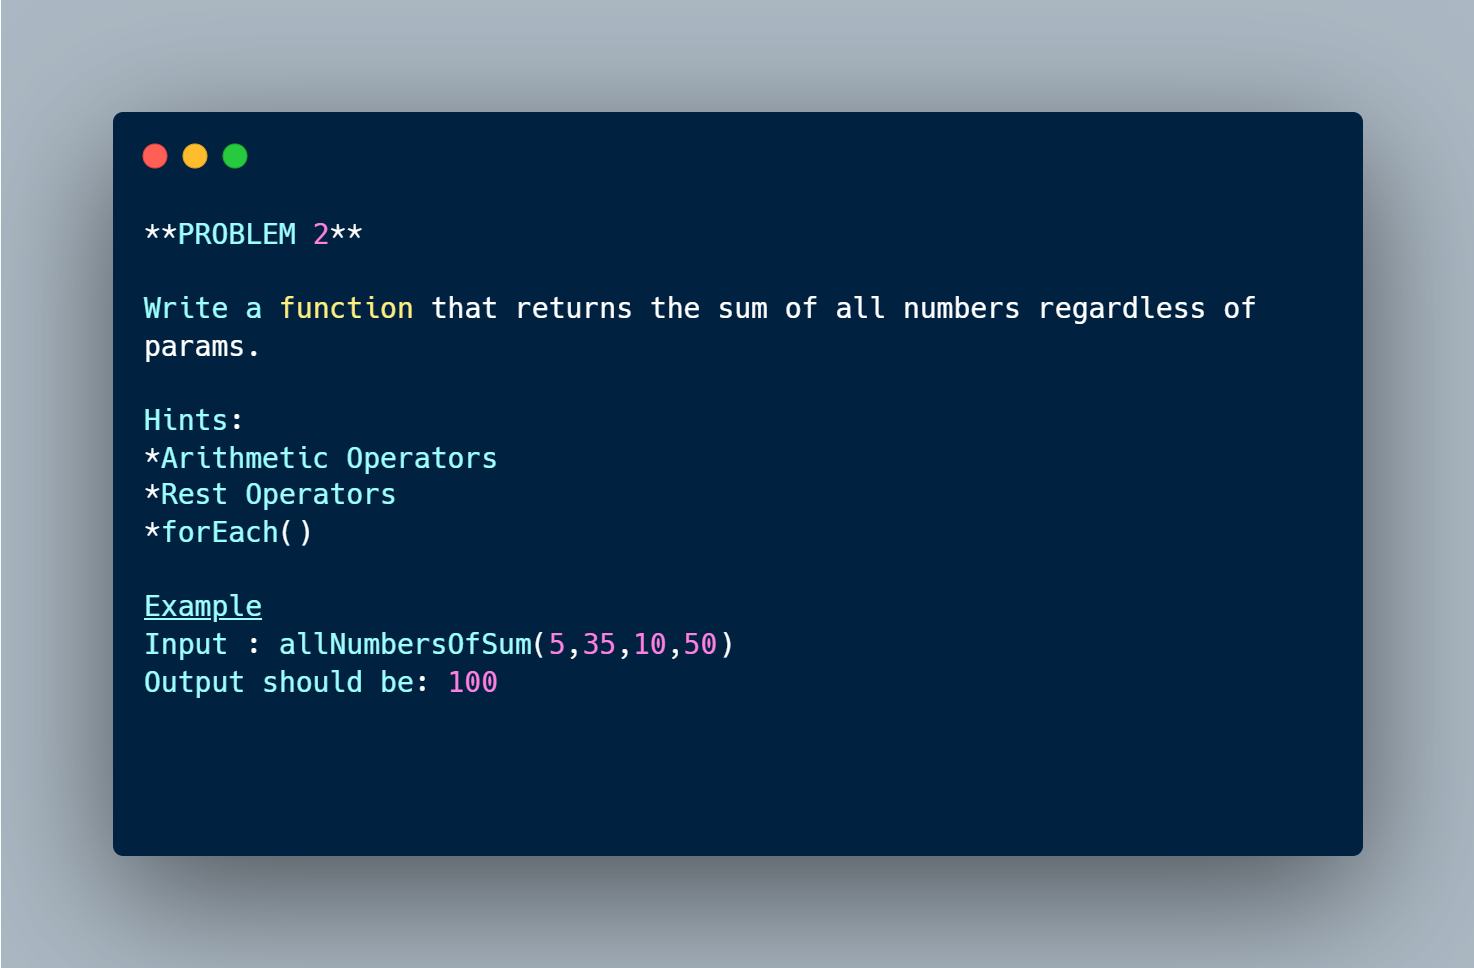 **PROBLEM 2**
Write a function that returns the sum of all numbers regardless of
params.
Hints:
*Arithmetic Operators
*Rest Operators
*forEach()
Example
Input : allNumbersOfSum(5,35,10,50)
Output should be: 100